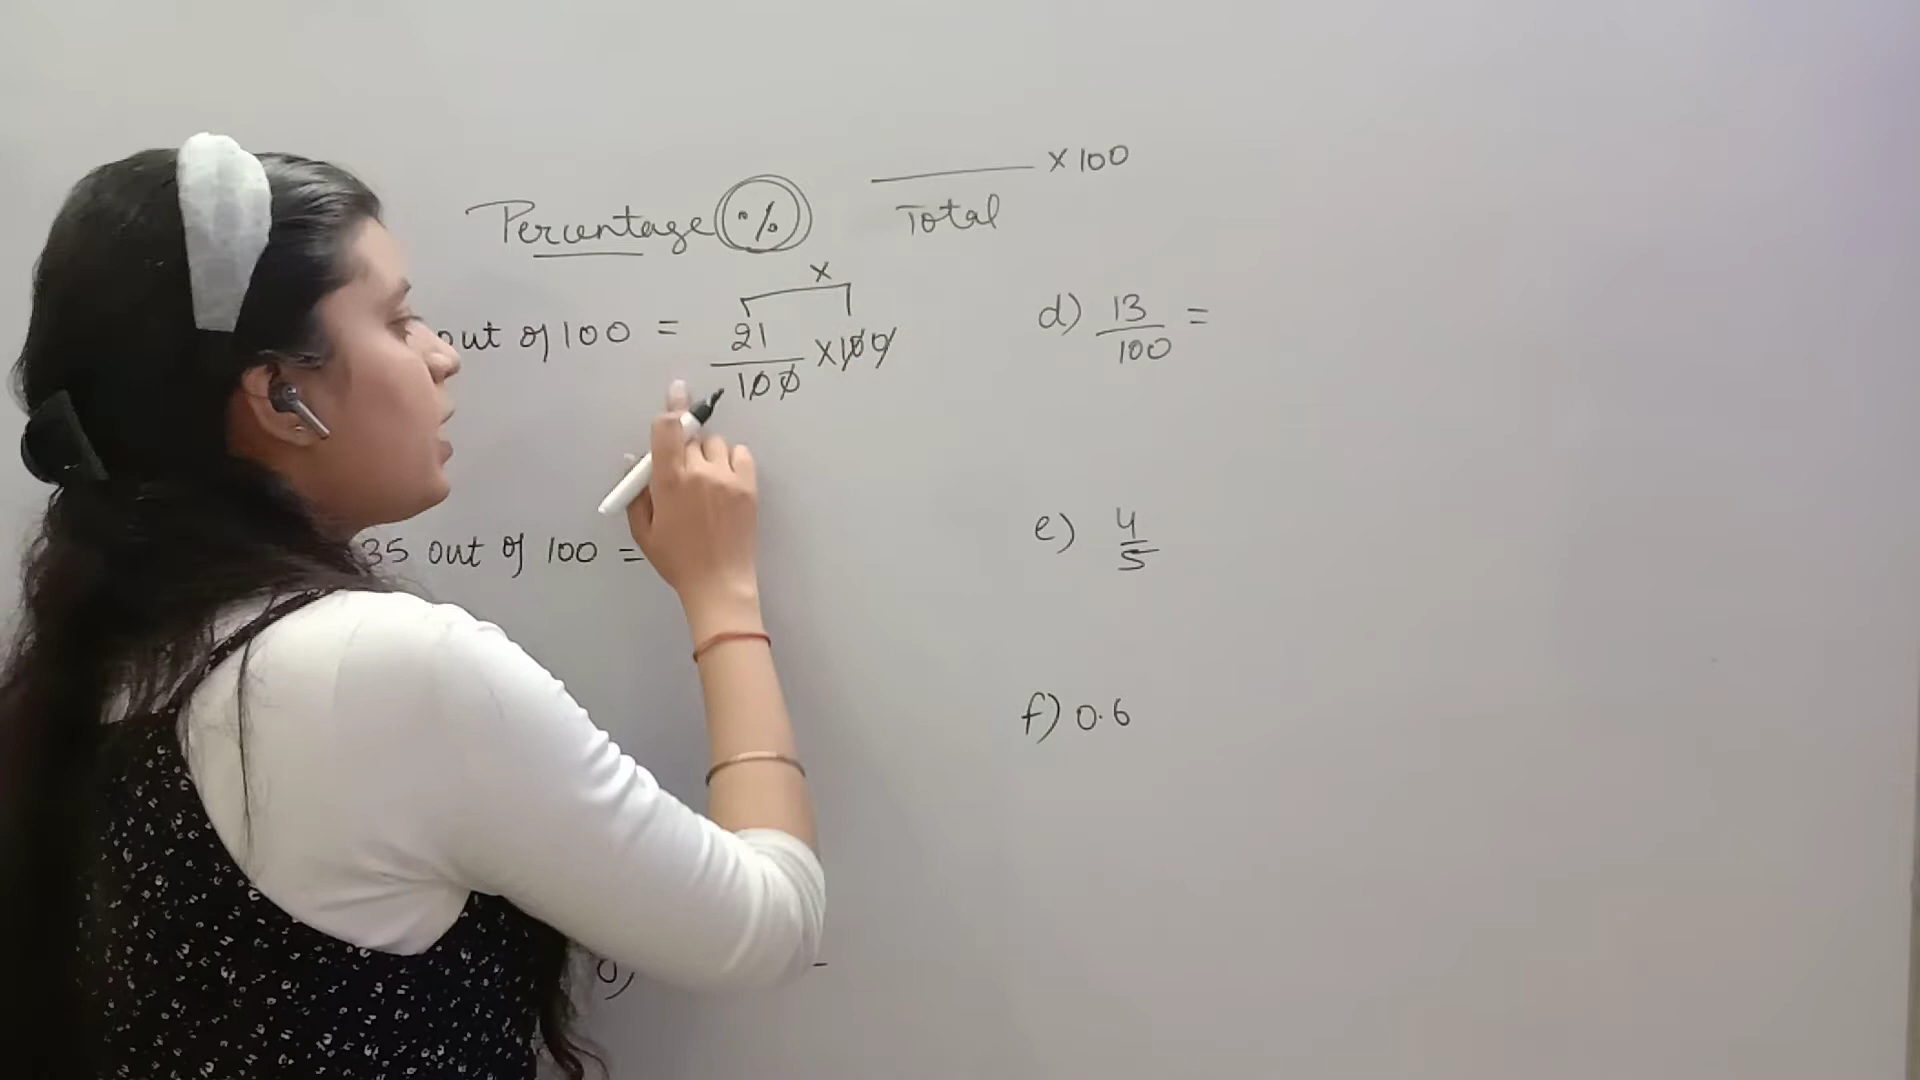 Percentage %
× 100
Total
×
out of 100 = 21
100 × 100
35 out of 100 =
d) 13
100 =
e) 4
5
f) 0.6